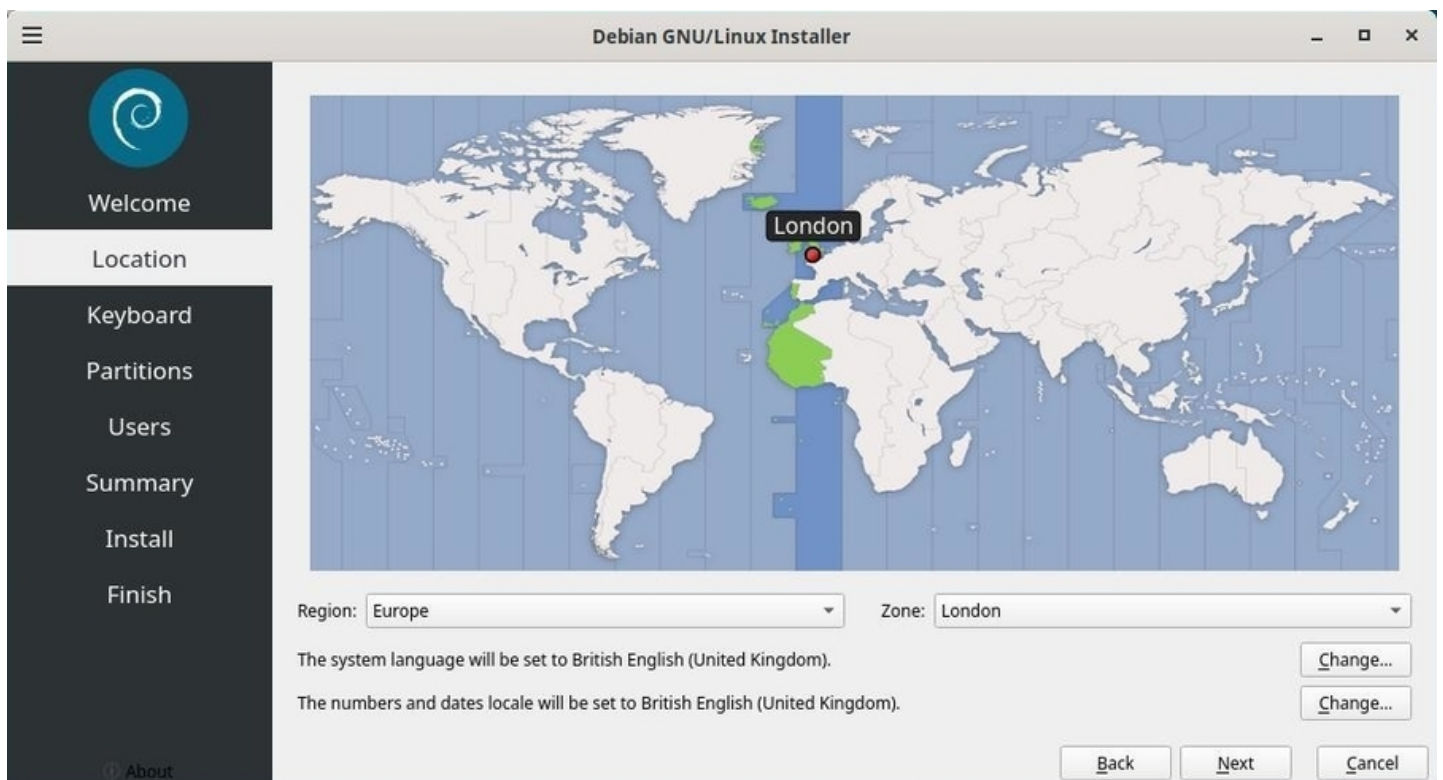 Debian GNU/Linux Installer
Welcome
Location
Keyboard
Partitions
Users
Summary
Install
Finish
About
London
Region: Europe Zone: London
The system language will be set to British English (United Kingdom). Change...
The numbers and dates locale will be set to British English (United Kingdom). Change...
Back Next Cancel